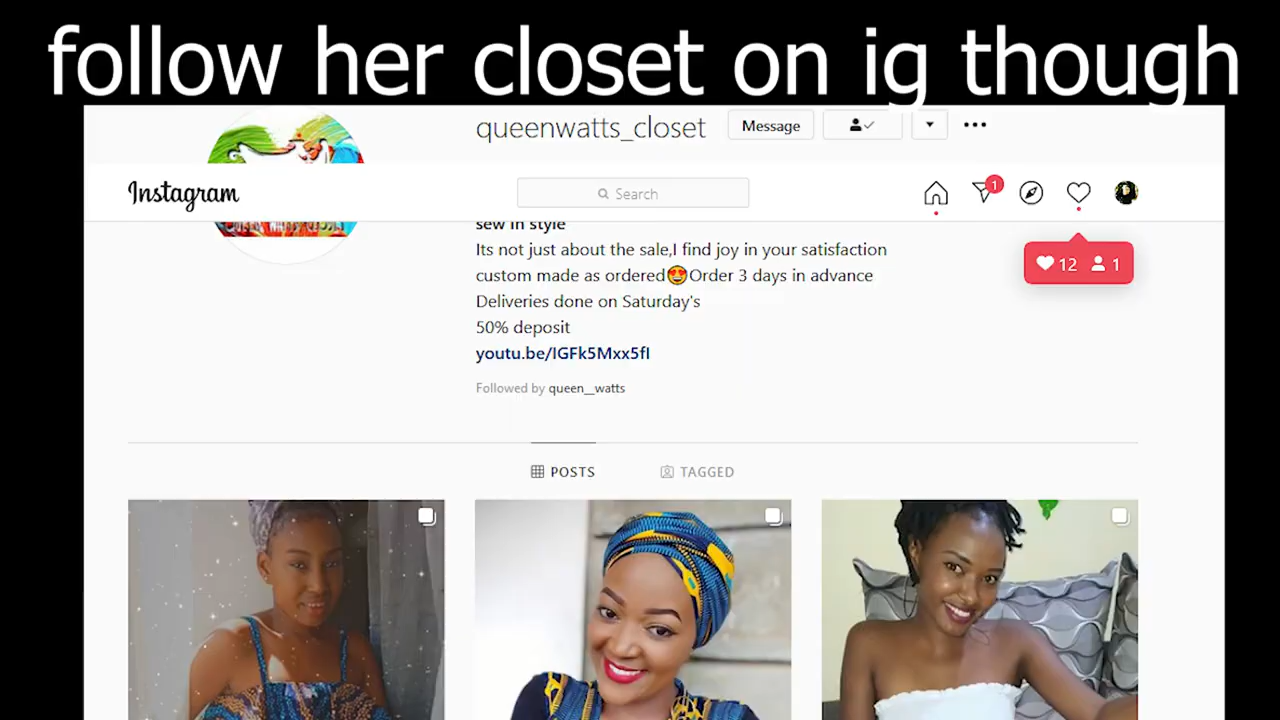 follow her closet on ig though
queenwatts_closet
Message
Instagram
Search
1
sew in style
Its not just about the sale,I find joy in your satisfaction
custom made as ordered😍Order 3 days in advance
Deliveries done on Saturday's
50% deposit
youtu.be/IGFk5Mxx5fI
Followed by queen__watts
12 1
POSTS
TAGGED